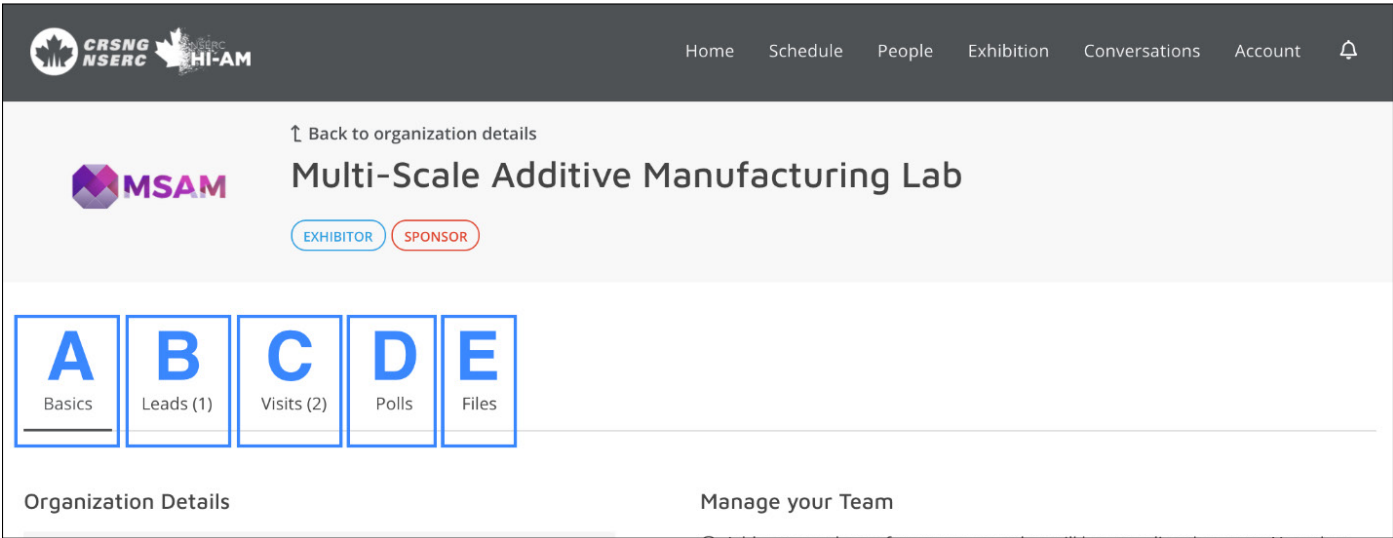 CRSNG
NSERC
NSERC
HI-AM
Home Schedule People Exhibition Conversations Account
Back to organization details
MSAM
Multi-Scale Additive Manufacturing Lab
EXHIBITOR SPONSOR
A B C D E
Basics Leads (1) Visits (2) Polls Files
Organization Details Manage your Team